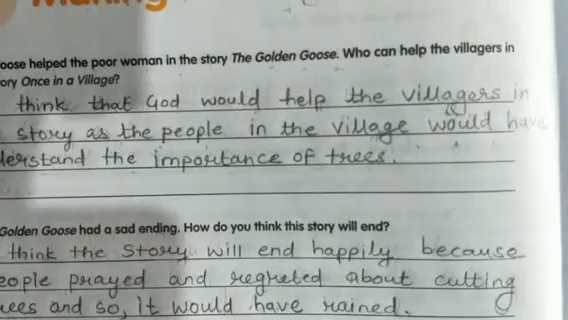 oose helped the poor woman in the story The Golden Goose. Who can help the villagers in
ory Once in a Village?
think that God would help the villagers in
story as the people in the village would have
derstand the importance of trees.
Golden Goose had a sad ending. How do you think this story will end?
think the story will end happily because
eople prayed and regreted about cutting
rees and so, It would have rained.